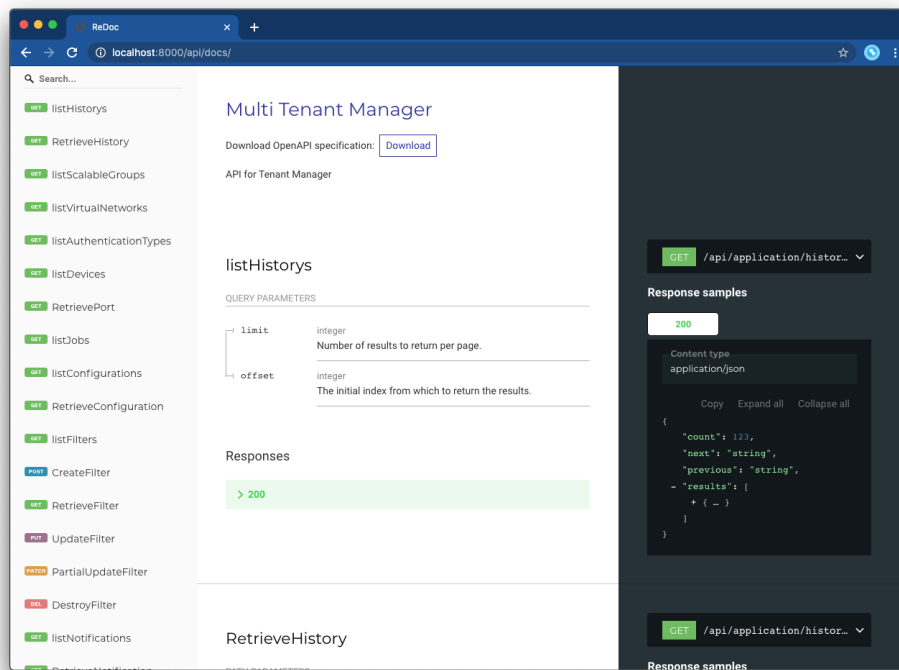 ReDoc
localhost:8000/api/docs/
Search...
GET listHistorys
GET RetrieveHistory
GET listScalableGroups
GET listVirtualNetworks
GET listAuthenticationTypes
GET listDevices
GET RetrievePort
GET listJobs
GET listConfigurations
GET RetrieveConfiguration
GET listFilters
POST CreateFilter
GET RetrieveFilter
PUT UpdateFilter
PATCH PartialUpdateFilter
DEL DestroyFilter
GET listNotifications
GET RetrieveNotification
Multi Tenant Manager
Download OpenAPI specification: Download
API for Tenant Manager
listHistorys
QUERY PARAMETERS
limit
integer
Number of results to return per page.
offset
integer
The initial index from which to return the results.
Responses
> 200
RetrieveHistory
PATH PARAMETERS
GET /api/application/histor…
Response samples
200
Content type
application/json
Copy Expand all Collapse all
{
"count": 123,
"next": "string",
"previous": "string",
- "results": [
+ { … }
]
}
GET /api/application/histor…
Response samples